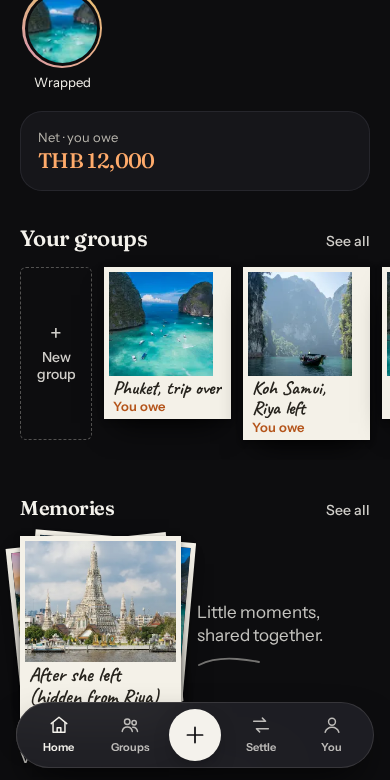 Wrapped
Net · you owe
THB 12,000
Your groups
See all
+
New
group
Phuket, trip over
You owe
Koh Samui,
Riya left
You owe
Memories
See all
Little moments,
shared together.
After she left
(hidden from Riya)
Home
Groups
+
Settle
You